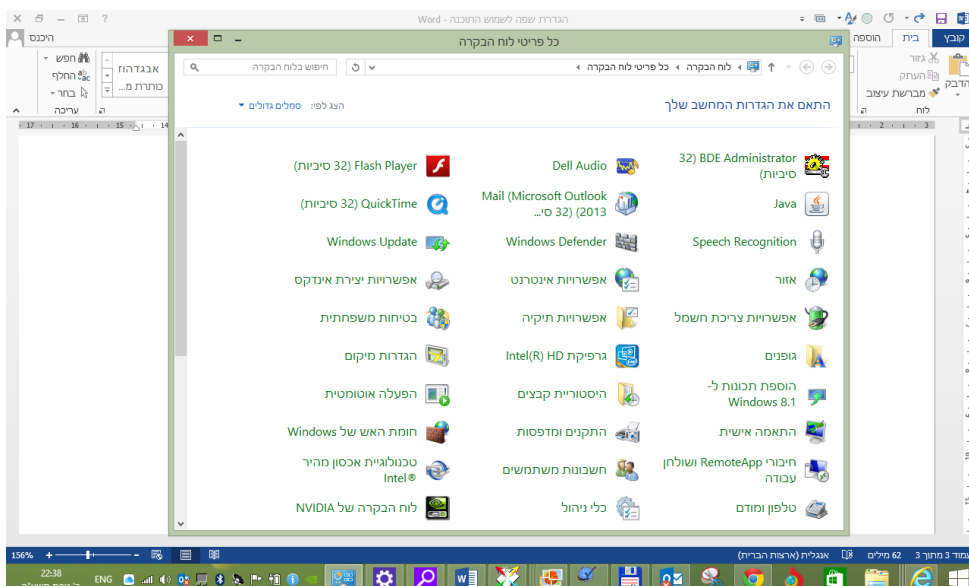 הגדרת שפה לשמוש התוכנה - Word
?
היכנס
קובץ
בית
הוספה
גזור
העתק
מברשת עיצוב
הדבק
לוח
אבגדהוז
כותרת מ...
חפש
החלף
בחר
עריכה
כל פריטי לוח הבקרה
לוח הבקרה
כל פריטי לוח הבקרה
חיפוש בלוח הבקרה
התאם את הגדרות המחשב שלך
הצג לפי: סמלים גדולים
BDE Administrator (32
סיביות)
Dell Audio
Flash Player (32 סיביות)
Java
Mail (Microsoft Outlook
2013) (32 סי...
QuickTime (32 סיביות)
Speech Recognition
Windows Defender
Windows Update
אזור
אפשרויות אינטרנט
אפשרויות יצירת אינדקס
אפשרויות צריכת חשמל
אפשרויות תיקיה
בטיחות משפחתית
גופנים
גרפיקת Intel(R) HD
הגדרות מיקום
הוספת תכונות ל-
Windows 8.1
היסטוריית קבצים
הפעלה אוטומטית
התאמה אישית
התקנים ומדפסות
חומת האש של Windows
חיבורי RemoteApp ושולחן
עבודה
חשבונות משתמשים
טכנולוגיית אכסון מהיר
Intel®
טלפון ומודם
כלי ניהול
לוח הבקרה של NVIDIA
עמוד 3 מתוך 3
62 מילים
אנגלית (ארצות הברית)
156%
ENG
22:38